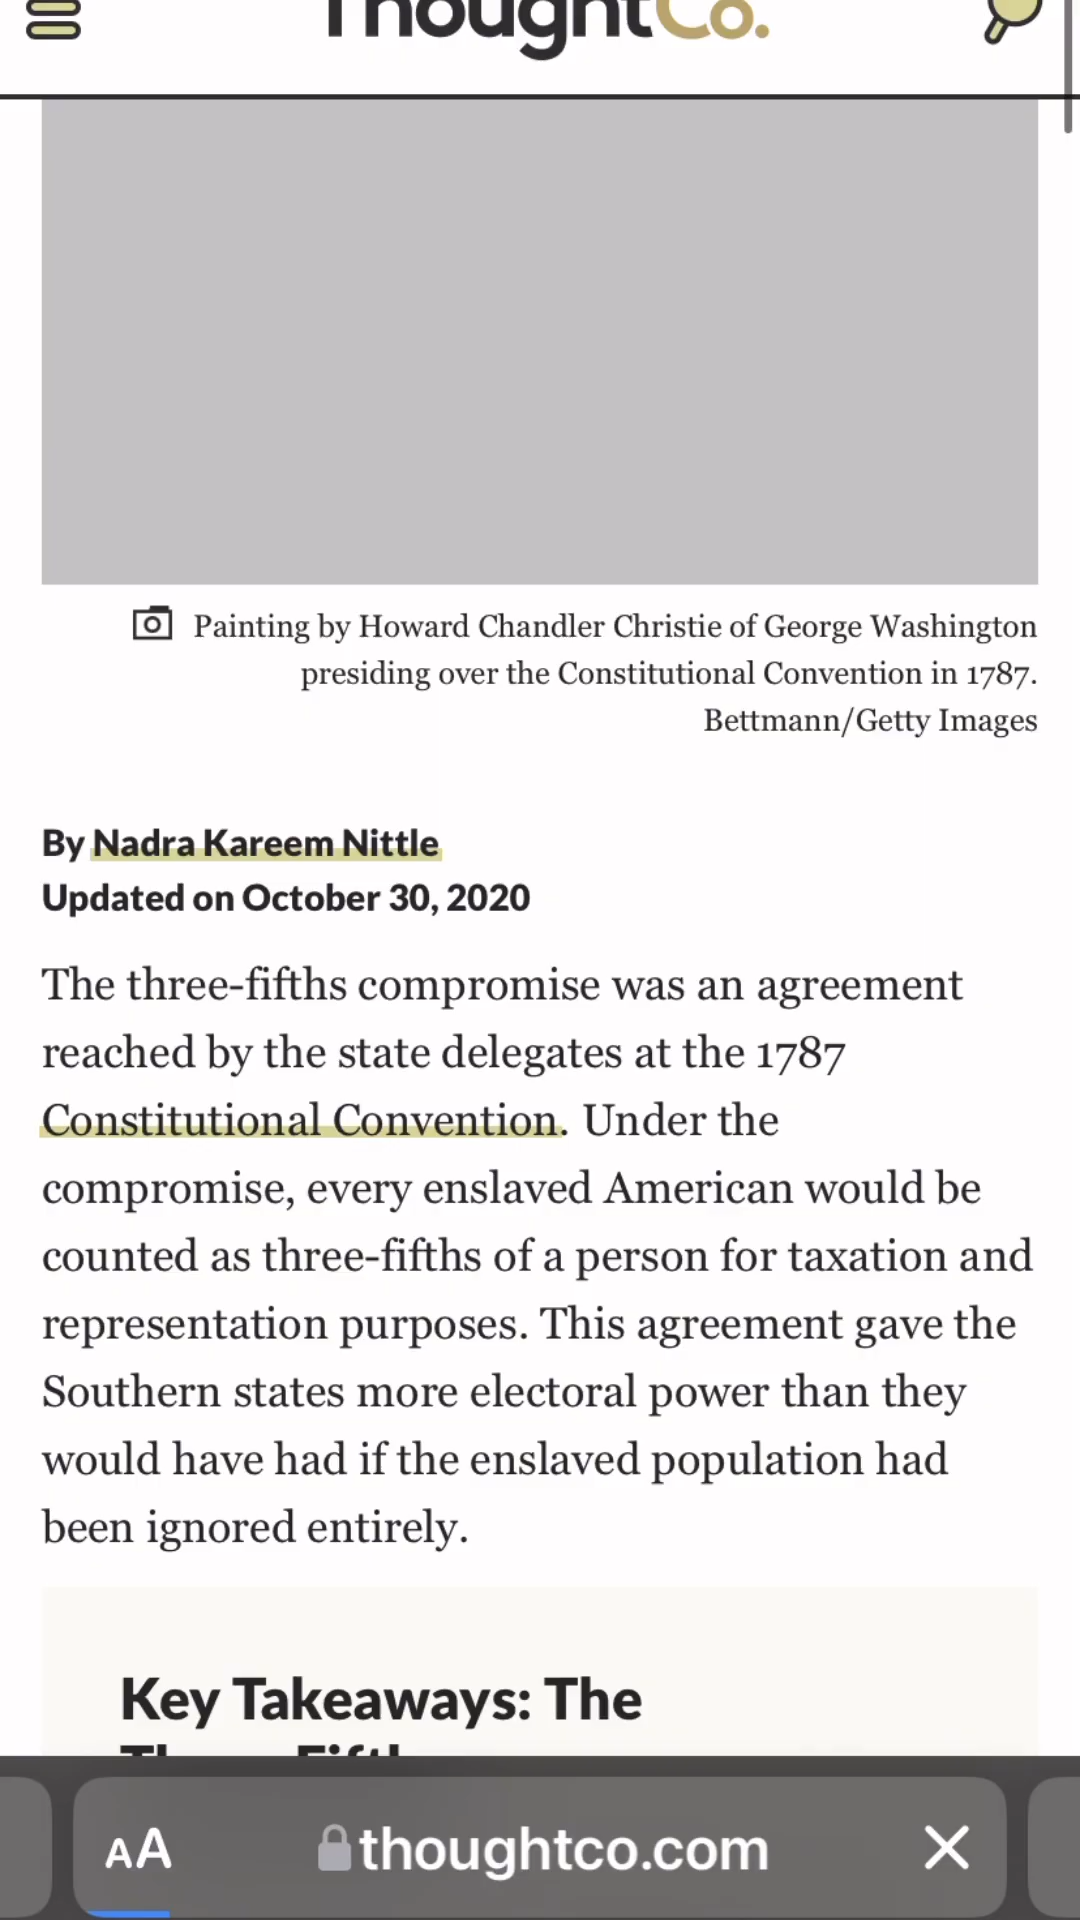 ThoughtCo.
Painting by Howard Chandler Christie of George Washington
presiding over the Constitutional Convention in 1787.
Bettmann/Getty Images
By Nadra Kareem Nittle
Updated on October 30, 2020
The three-fifths compromise was an agreement
reached by the state delegates at the 1787
Constitutional Convention. Under the
compromise, every enslaved American would be
counted as three-fifths of a person for taxation and
representation purposes. This agreement gave the
Southern states more electoral power than they
would have had if the enslaved population had
been ignored entirely.
Key Takeaways: The
AA thoughtco.com